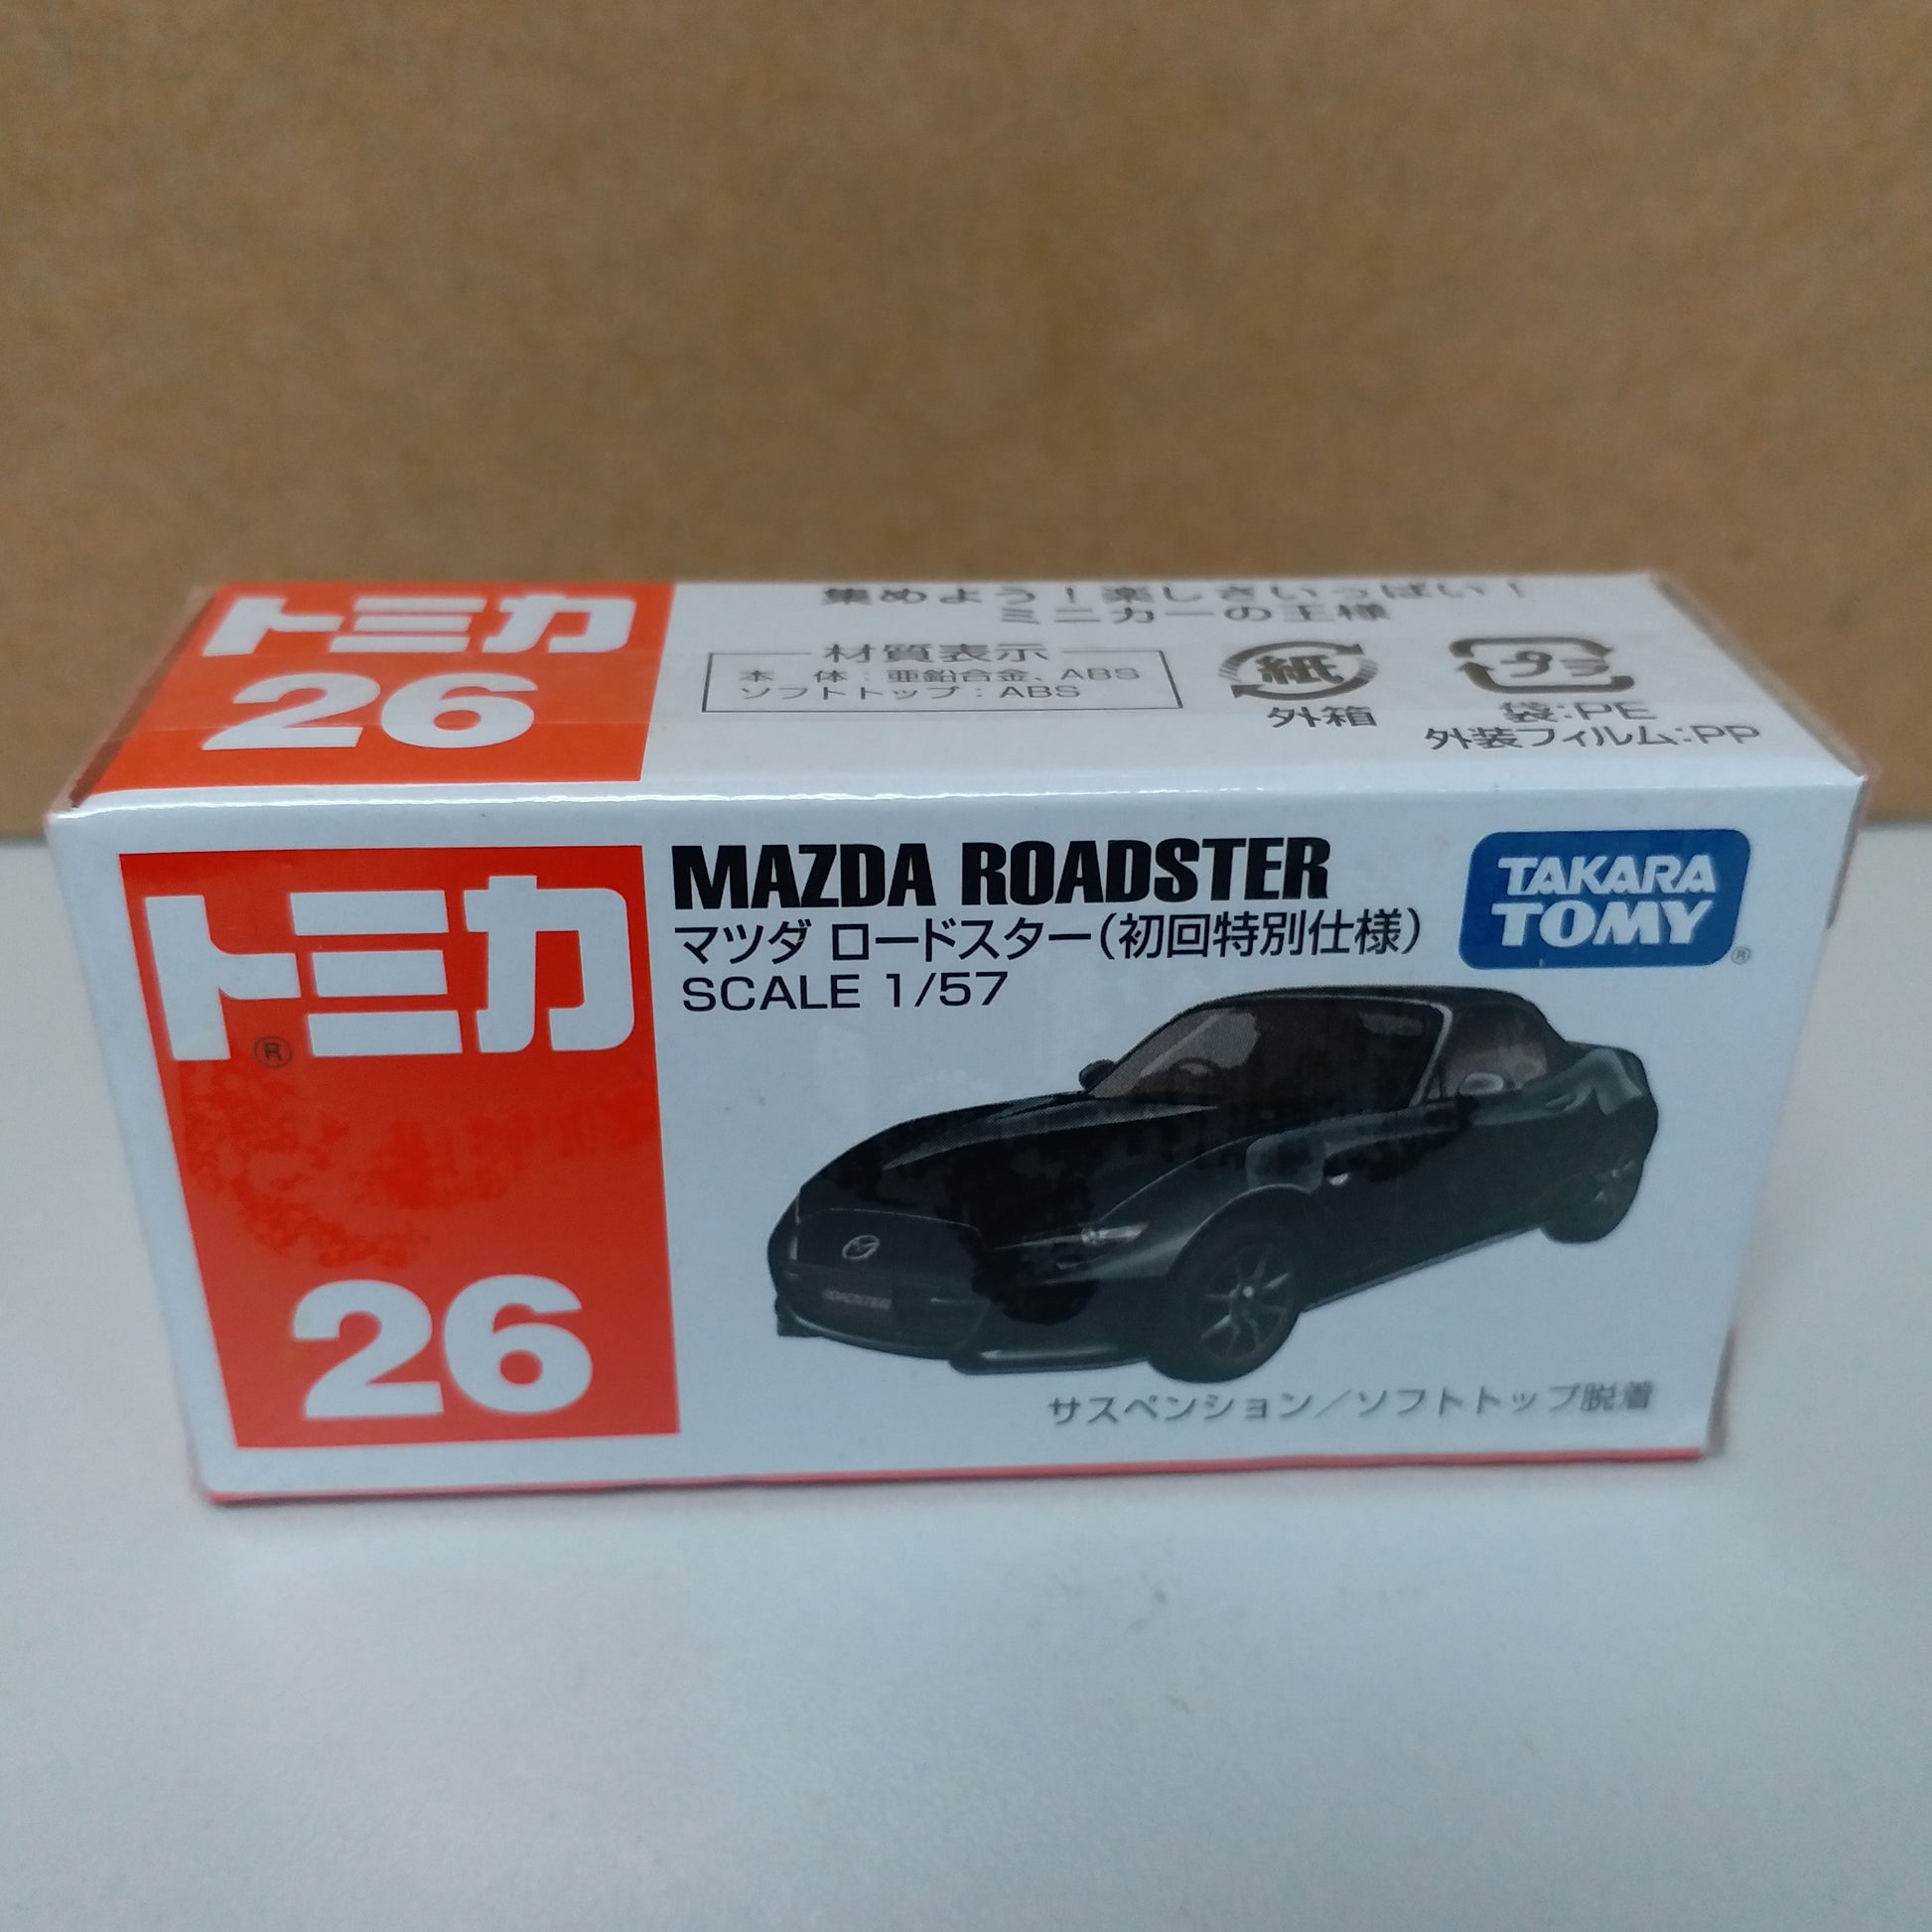 トミカ
26
集めよう!楽しさいっぱい!
ミニカーの王様
材質表示
本 体:亜鉛合金、ABS
ソフトトップ:ABS
紙
外箱
プラ
袋:PE
外装フィルム:PP
トミカ®
26
MAZDA ROADSTER
マツダ ロードスター(初回特別仕様)
SCALE 1/57
TAKARA
TOMY®
ROADSTER
サスペンション/ソフトトップ脱着